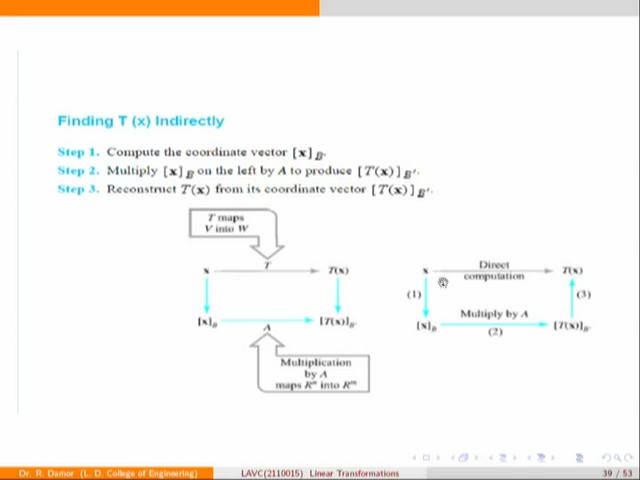 Finding T (x) Indirectly
Step 1. Compute the coordinate vector [x]B.
Step 2. Multiply [x]B on the left by A to produce [T(x)]B'.
Step 3. Reconstruct T(x) from its coordinate vector [T(x)]B'.
T maps
V into W
x
T
T(x)
[x]B
A
[T(x)]B'
Multiplication
by A
maps Rⁿ into Rᵐ
x
Direct
computation
T(x)
(1)
(3)
[x]B
Multiply by A
(2)
[T(x)]B'
Dr. R. Damor (L. D. College of Engineering)
LAVC(2110015) Linear Transformations
39 / 53